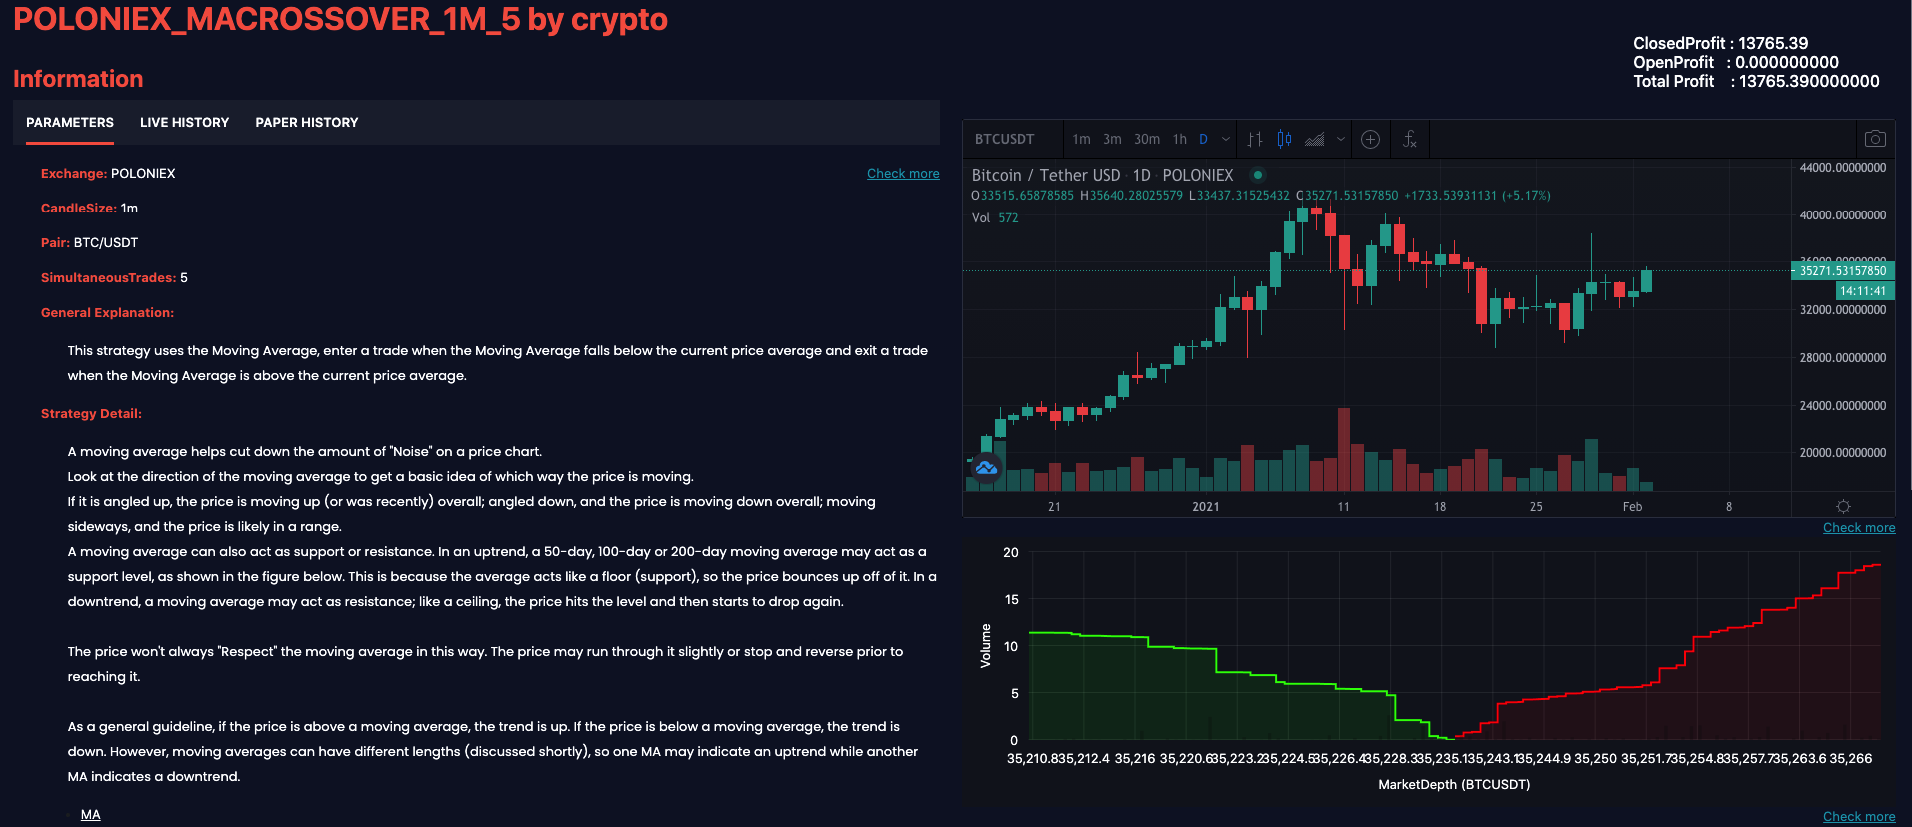 POLONIEX_MACROSSOVER_1M_5 by crypto
ClosedProfit : 13765.39
OpenProfit : 0.000000000
Total Profit : 13765.390000000
Information
PARAMETERS LIVE HISTORY PAPER HISTORY
Exchange: POLONIEX
Check more
CandleSize: 1m
Pair: BTC/USDT
SimultaneousTrades: 5
General Explanation:
This strategy uses the Moving Average, enter a trade when the Moving Average falls below the current price average and exit a trade
when the Moving Average is above the current price average.
Strategy Detail:
A moving average helps cut down the amount of "Noise" on a price chart.
Look at the direction of the moving average to get a basic idea of which way the price is moving.
If it is angled up, the price is moving up (or was recently) overall; angled down, and the price is moving down overall; moving
sideways, and the price is likely in a range.
A moving average can also act as support or resistance. In an uptrend, a 50-day, 100-day or 200-day moving average may act as a
support level, as shown in the figure below. This is because the average acts like a floor (support), so the price bounces up off of it. In a
downtrend, a moving average may act as resistance; like a ceiling, the price hits the level and then starts to drop again.
The price won't always "Respect" the moving average in this way. The price may run through it slightly or stop and reverse prior to
reaching it.
As a general guideline, if the price is above a moving average, the trend is up. If the price is below a moving average, the trend is
down. However, moving averages can have different lengths (discussed shortly), so one MA may indicate an uptrend while another
MA indicates a downtrend.
MA
BTCUSDT 1m 3m 30m 1h D
Bitcoin / Tether USD · 1D · POLONIEX
O33515.65878585 H35640.28025579 L33437.31525432 C35271.53157850 +1733.53931131 (+5.17%)
Vol 572
44000.00000000
40000.00000000
36000.00000000
35271.53157850
14:11:41
32000.00000000
28000.00000000
24000.00000000
20000.00000000
21 2021 11 18 25 Feb 8
Check more
20
15
10
5
0
Volume
35,210.8 35,212.4 35,216 35,220.6 35,223.2 35,224.5 35,226.4 35,228.3 35,235.1 35,243.1 35,244.9 35,250 35,251.7 35,254.8 35,257.7 35,263.6 35,266
MarketDepth (BTCUSDT)
Check more